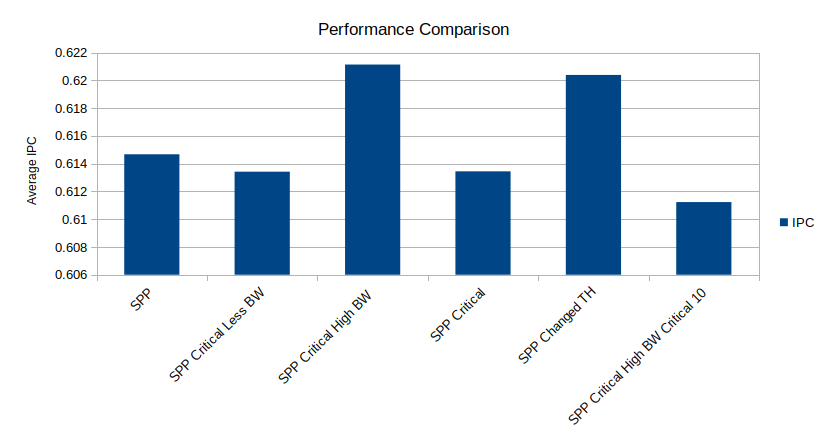 Performance Comparison
0.622
0.62
0.618
0.616
0.614
0.612
0.61
0.608
0.606
Average IPC
SPP
SPP Critical Less BW
SPP Critical High BW
SPP Critical
SPP Changed TH
SPP Critical High BW Critical 10
IPC